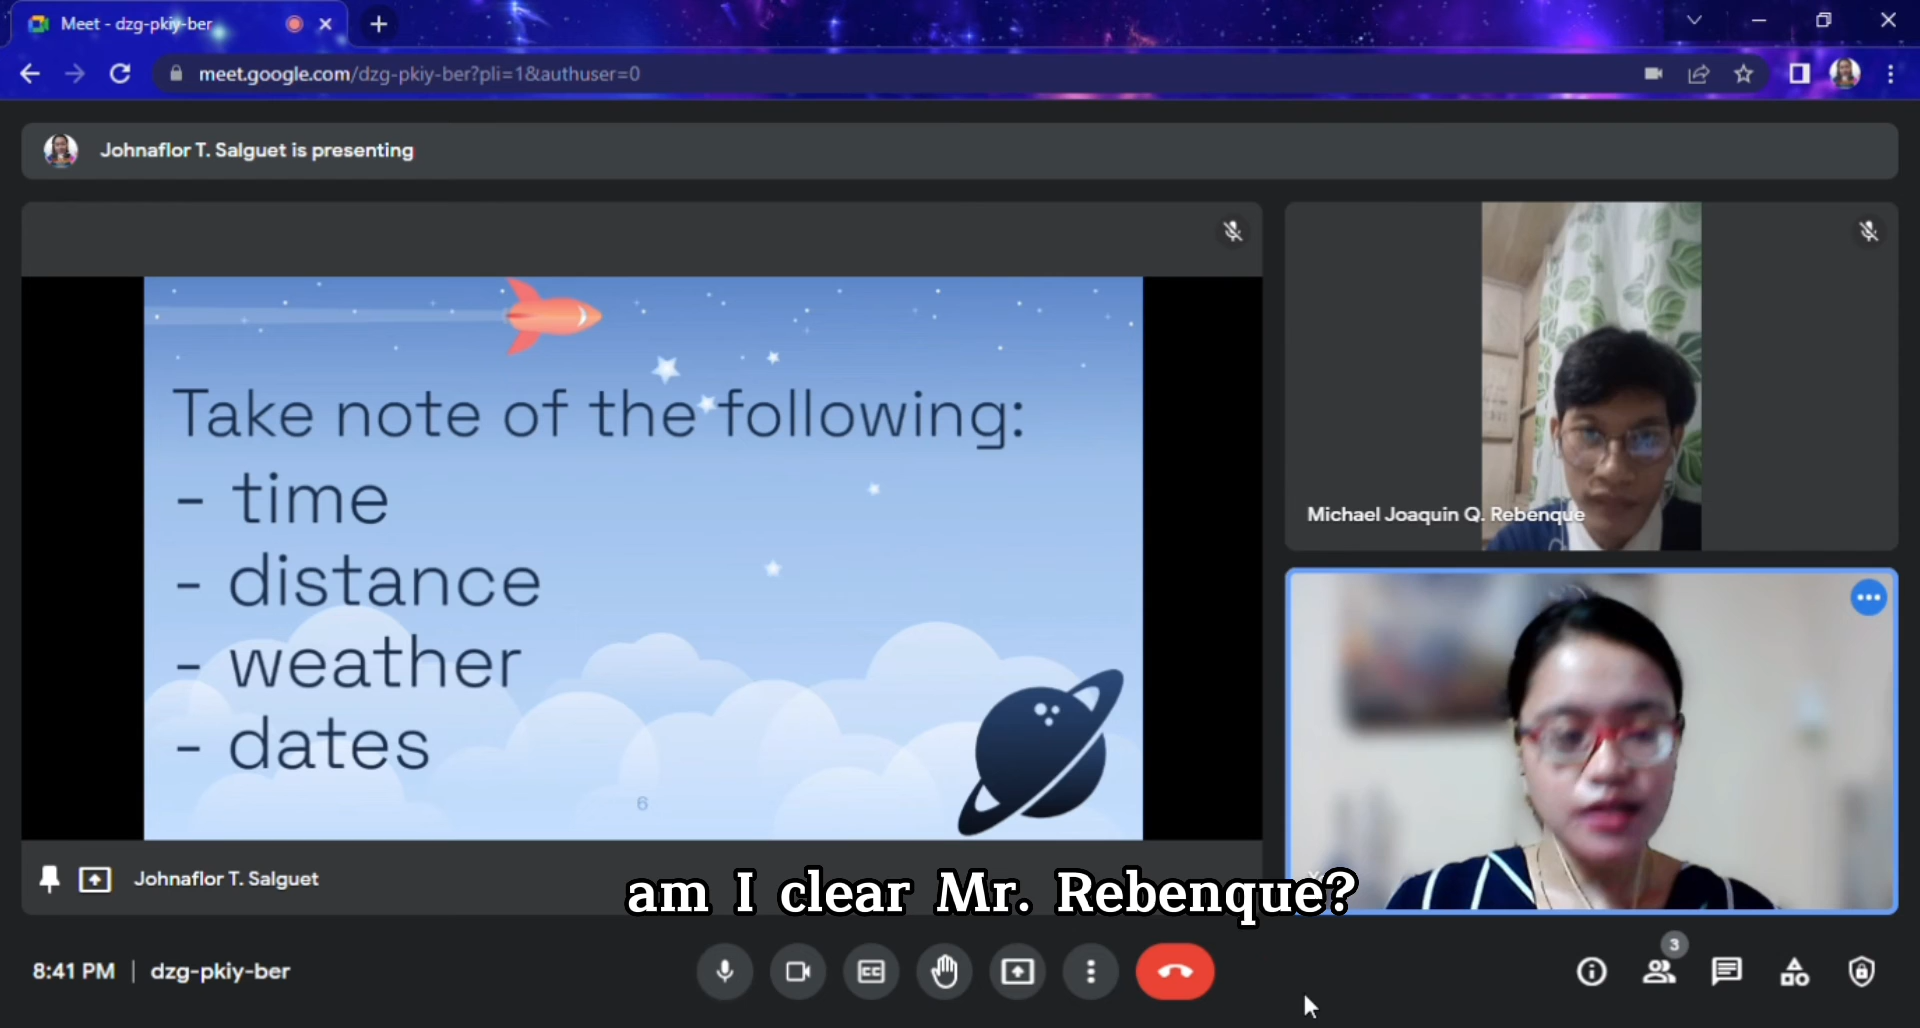 Meet - dzg-pkiy-ber
meet.google.com/dzg-pkiy-ber?pli=1&authuser=0
Johnaflor T. Salguet is presenting
Take note of the following:
- time
- distance
- weather
- dates
6
Michael Joaquin Q. Rebenque
Johnaflor T. Salguet
am I clear Mr. Rebenque?
8:41 PM | dzg-pkiy-ber
CC
3